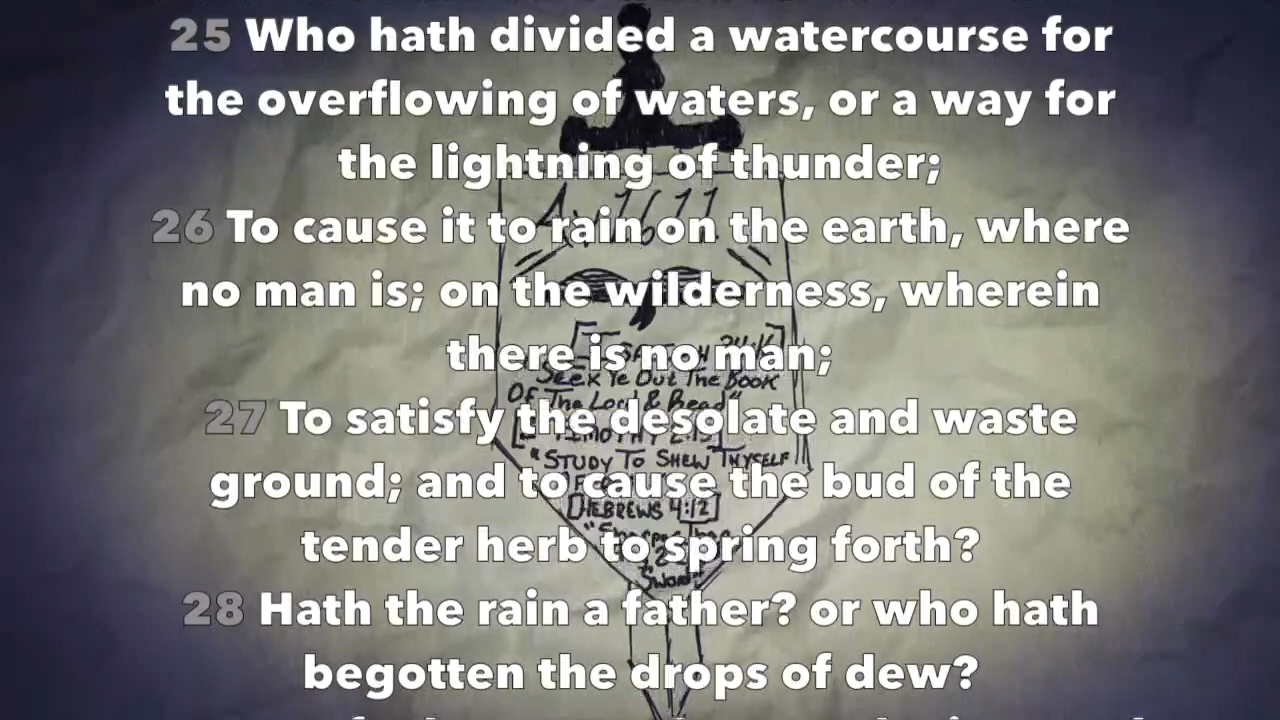 25 Who hath divided a watercourse for
the overflowing of waters, or a way for
the lightning of thunder;
26 To cause it to rain on the earth, where
no man is; on the wilderness, wherein
there is no man;
27 To satisfy the desolate and waste
ground; and to cause the bud of the
tender herb to spring forth?
28 Hath the rain a father? or who hath
begotten the drops of dew?
1611
"Seek Ye Out The Book
Of The Lord & Read"
"STUDY TO SHEW THYSELF
[HEBREWS 4:12]
Sword